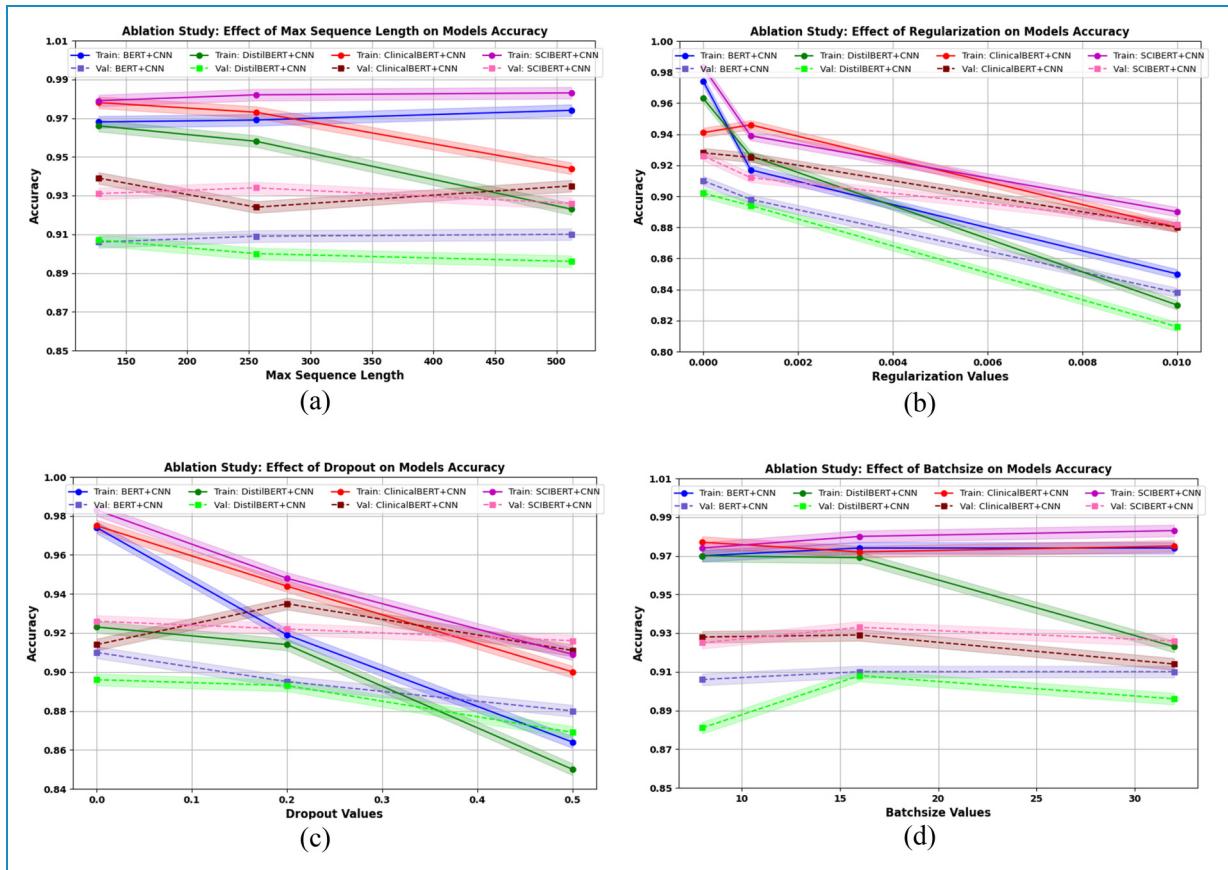 Ablation Study: Effect of Max Sequence Length on Models Accuracy
Train: BERT+CNN Train: DistilBERT+CNN Train: ClinicalBERT+CNN Train: SCIBERT+CNN
Val: BERT+CNN Val: DistilBERT+CNN Val: ClinicalBERT+CNN Val: SCIBERT+CNN
1.01
0.99
0.97
0.95
0.93
0.91
0.89
0.87
0.85
Accuracy
150 200 250 300 350 400 450 500
Max Sequence Length
(a)
Ablation Study: Effect of Regularization on Models Accuracy
Train: BERT+CNN Train: DistilBERT+CNN Train: ClinicalBERT+CNN Train: SCIBERT+CNN
Val: BERT+CNN Val: DistilBERT+CNN Val: ClinicalBERT+CNN Val: SCIBERT+CNN
1.00
0.98
0.96
0.94
0.92
0.90
0.88
0.86
0.84
0.82
0.80
Accuracy
0.000 0.002 0.004 0.006 0.008 0.010
Regularization Values
(b)
Ablation Study: Effect of Dropout on Models Accuracy
Train: BERT+CNN Train: DistilBERT+CNN Train: ClinicalBERT+CNN Train: SCIBERT+CNN
Val: BERT+CNN Val: DistilBERT+CNN Val: ClinicalBERT+CNN Val: SCIBERT+CNN
1.00
0.98
0.96
0.94
0.92
0.90
0.88
0.86
0.84
Accuracy
0.0 0.1 0.2 0.3 0.4 0.5
Dropout Values
(c)
Ablation Study: Effect of Batchsize on Models Accuracy
Train: BERT+CNN Train: DistilBERT+CNN Train: ClinicalBERT+CNN Train: SCIBERT+CNN
Val: BERT+CNN Val: DistilBERT+CNN Val: ClinicalBERT+CNN Val: SCIBERT+CNN
1.01
0.99
0.97
0.95
0.93
0.91
0.89
0.87
0.85
Accuracy
10 15 20 25 30
Batchsize Values
(d)